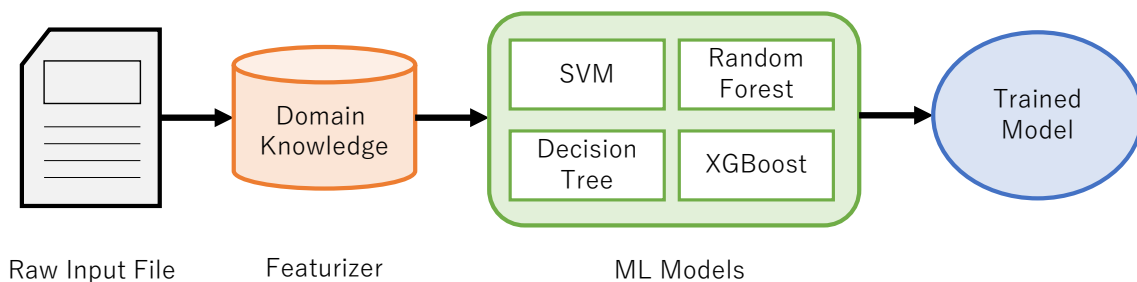 SVM
Random
Forest
Domain
Knowledge
Decision
Tree
XGBoost
Trained
Model
Raw Input File
Featurizer
ML Models